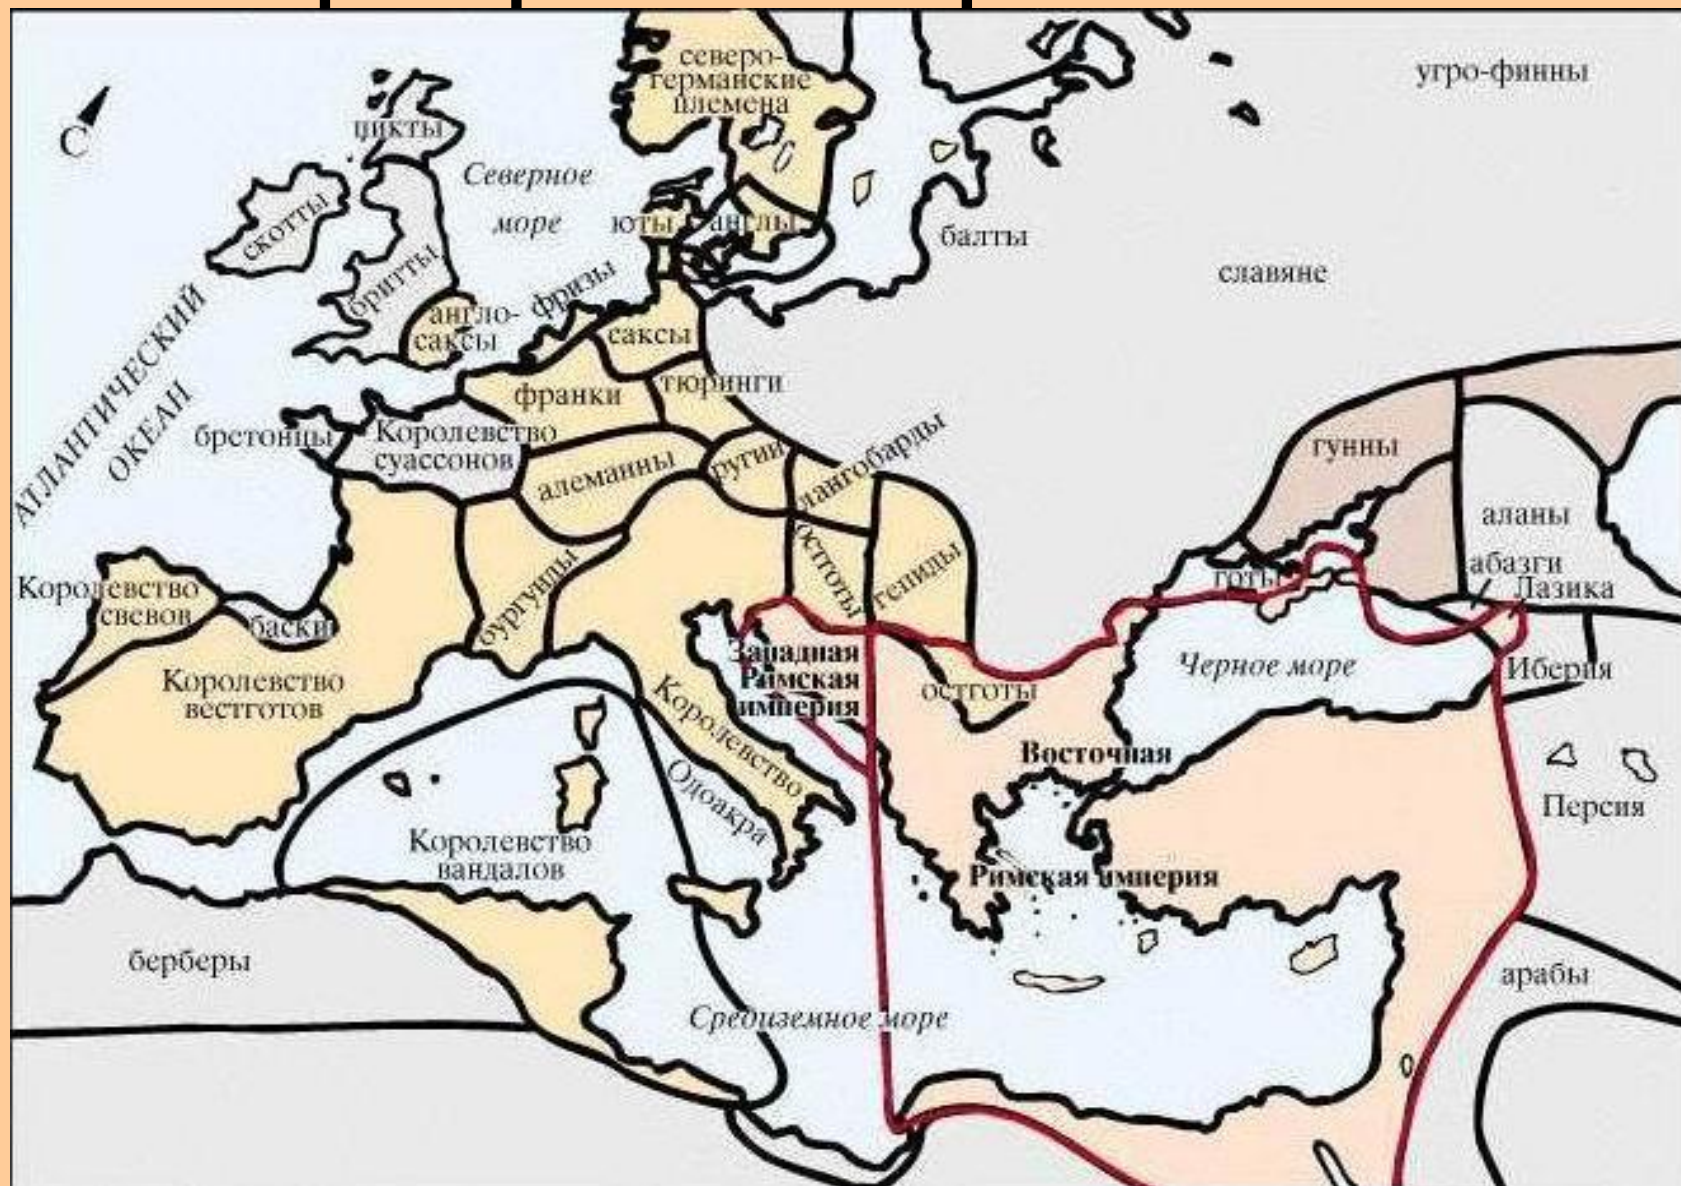 северо-
германские
племена
угро-финны
С
пикты
Северное
море
скотты
юты
англы
балты
бритты
славяне
фризы
англо-
саксы
саксы
АТЛАНТИЧЕСКИЙ
ОКЕАН
франки
тюринги
бретонцы
Королевство
суассонов
алеманны
ругии
лангобарды
гунны
аланы
остготы
гепиды
бургунды
готы
абазги
Лазика
Королевство
свевов
баски
Западная
Римская
империя
Черное море
Иберия
Королевство
вестготов
остготы
Королевство
Одоакра
Восточная
Римская империя
Персия
Королевство
вандалов
берберы
арабы
Средиземное море